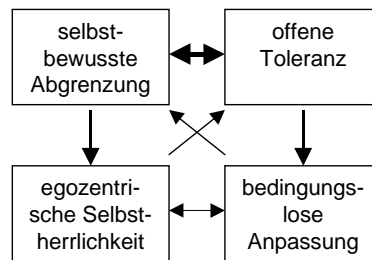 selbst-
bewusste
Abgrenzung
offene
Toleranz
egozentri-
sche Selbst-
herrlichkeit
bedingungs-
lose
Anpassung